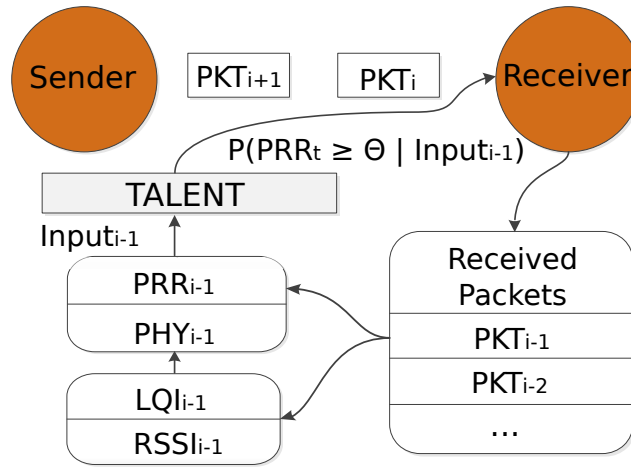 Sender
PKTi+1
PKTi
Receiver
P(PRRt ≥ Θ | Inputi-1)
TALENT
Inputi-1
PRRi-1
PHYi-1
LQIi-1
RSSIi-1
Received
Packets
PKTi-1
PKTi-2
...